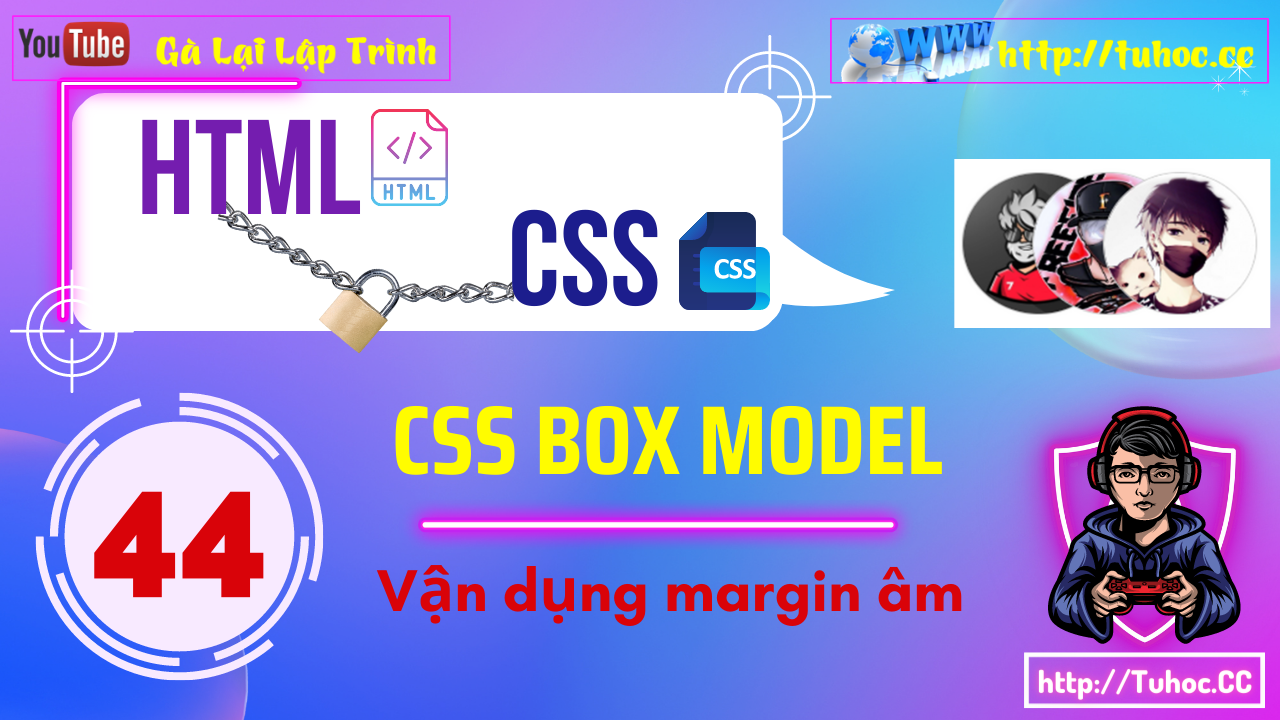 YouTube
Gà Lại Lập Trình
WWW
http://tuhoc.cc
HTML
HTML
CSS
CSS
CSS BOX MODEL
44
Vận dụng margin âm
http://Tuhoc.CC